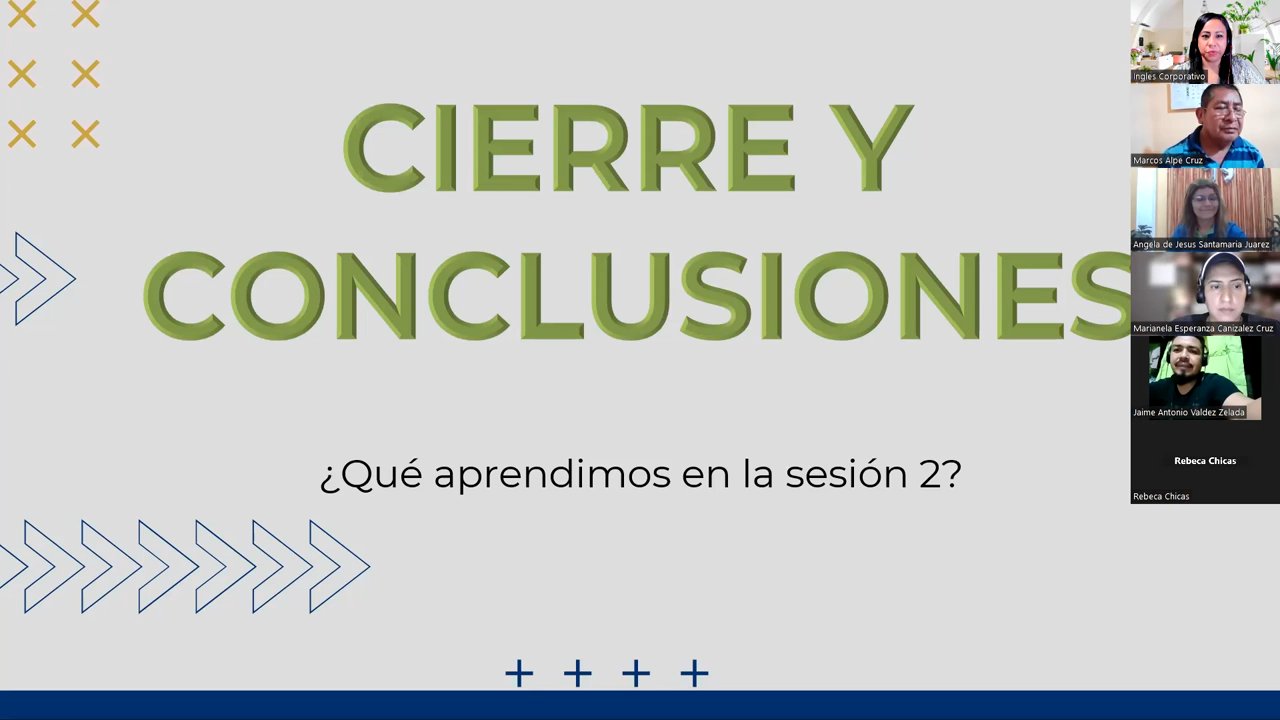 CIERRE Y
CONCLUSIONES
¿Qué aprendimos en la sesión 2?
Ingles Corporativo
Marcos Alpe Cruz
Angela de Jesus Santamaria Juarez
Marianela Esperanza Canizalez Cruz
Jaime Antonio Valdez Zelada
Rebeca Chicas
Rebeca Chicas